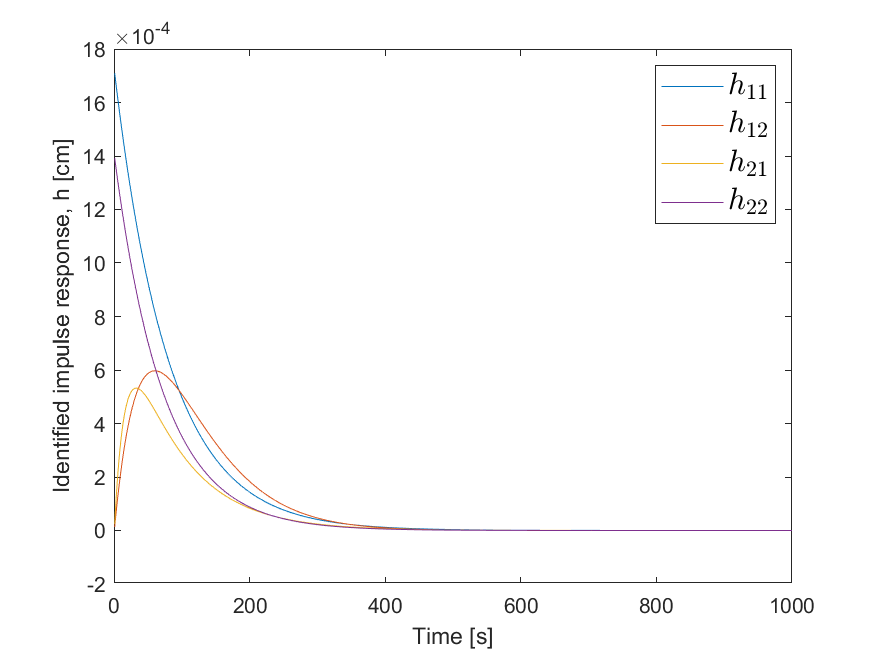 ×10⁻⁴
18
16
14
12
10
8
6
4
2
0
-2
Identified impulse response, h [cm]
0 200 400 600 800 1000
Time [s]
h₁₁
h₁₂
h₂₁
h₂₂